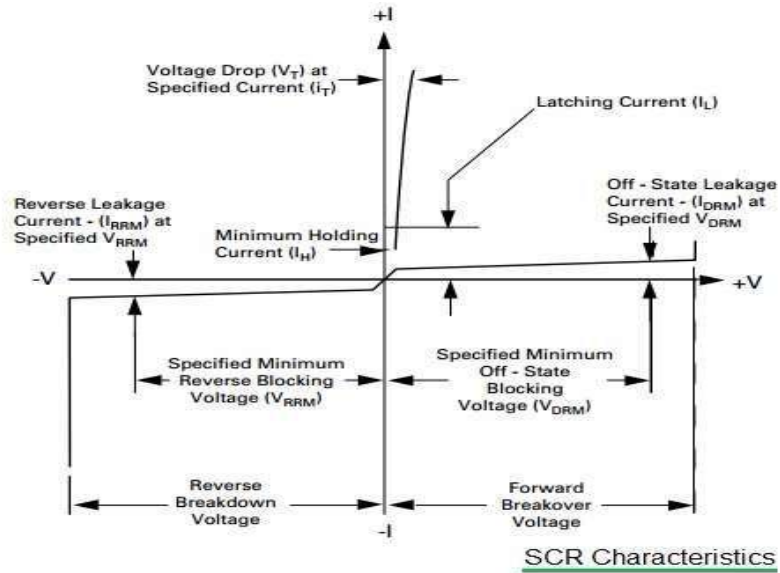 +I
Voltage Drop (VT) at
Specified Current (iT)
Latching Current (IL)
Reverse Leakage
Current - (IRRM) at
Specified VRRM
Off - State Leakage
Current - (IDRM) at
Specified VDRM
Minimum Holding
Current (IH)
-V
+V
Specified Minimum
Reverse Blocking
Voltage (VRRM)
Specified Minimum
Off - State
Blocking
Voltage (VDRM)
Reverse
Breakdown
Voltage
Forward
Breakover
Voltage
-I
SCR Characteristics